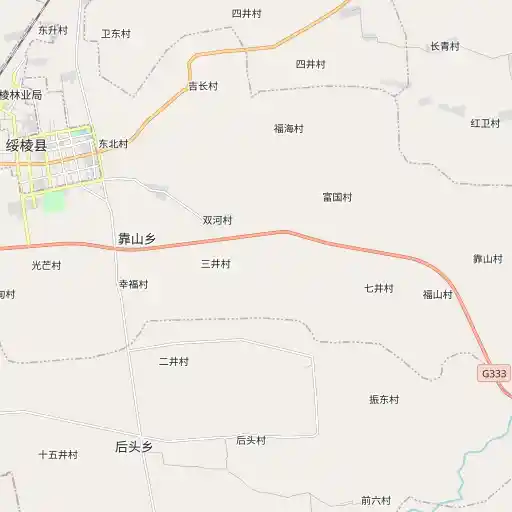 四井村
东升村
卫东村
长青村
四井村
吉长村
棱林业局
红卫村
福海村
绥棱县
东北村
富国村
双河村
靠山乡
靠山村
三井村
光芒村
幸福村
七井村
福山村
甸村
二井村
G333
振东村
后头乡
后头村
十五井村
前六村